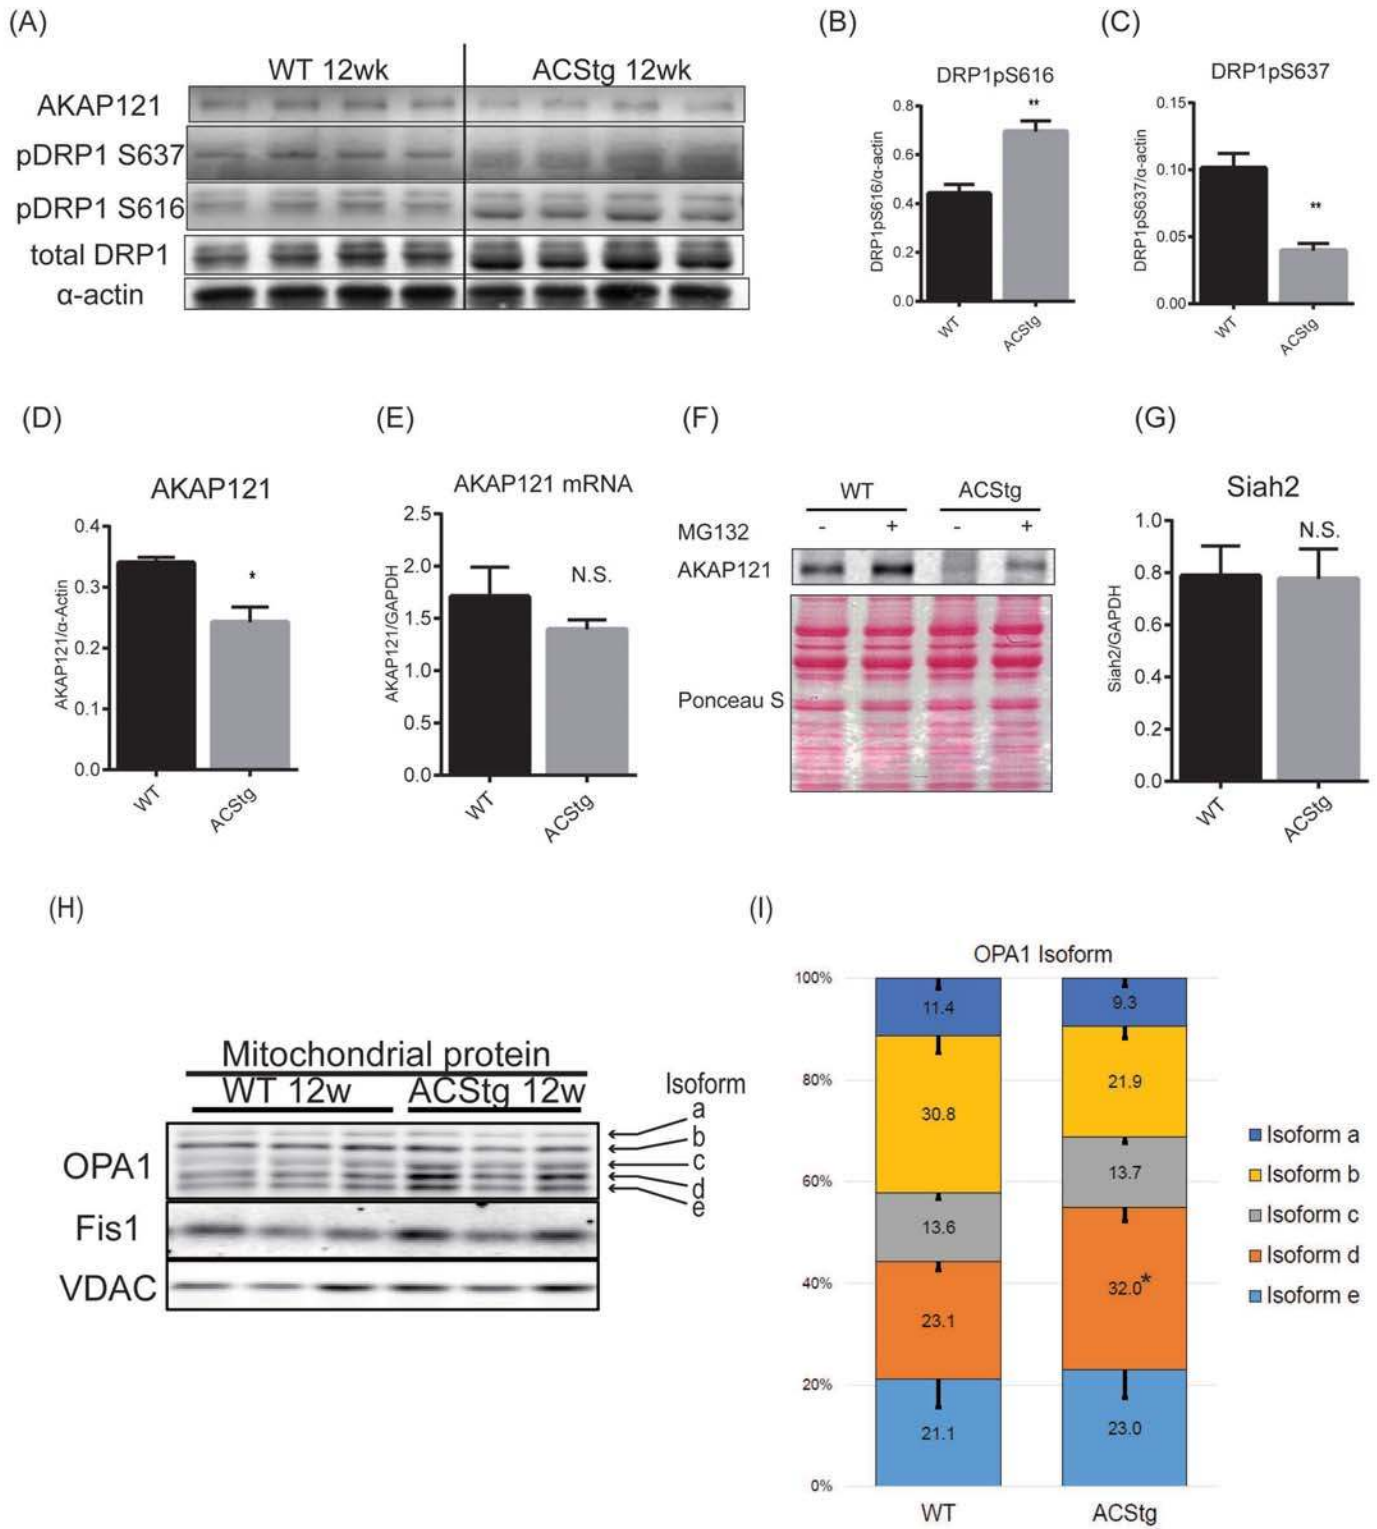 (A)
WT 12wk
ACStg 12wk
AKAP121
pDRP1 S637
pDRP1 S616
total DRP1
α-actin
(B)
DRP1pS616
DRP1pS616/α-actin
0.8
0.6
0.4
0.2
0.0
**
WT
ACStg
(C)
DRP1pS637
DRP1pS637/α-actin
0.15
0.10
0.05
0.00
**
WT
ACStg
(D)
AKAP121
AKAP121/α-Actin
0.4
0.3
0.2
0.1
0.0
*
WT
ACStg
(E)
AKAP121 mRNA
AKAP121/GAPDH
2.5
2.0
1.5
1.0
0.5
0.0
N.S.
WT
ACStg
(F)
WT
ACStg
MG132 - + - +
AKAP121
Ponceau S
(G)
Siah2
Siah2/GAPDH
1.0
0.8
0.6
0.4
0.2
0.0
N.S.
WT
ACStg
(H)
Mitochondrial protein
WT 12w ACStg 12w
Isoform
a
b
c
d
e
OPA1
Fis1
VDAC
(I)
OPA1 Isoform
100%
80%
60%
40%
20%
0%
11.4
30.8
13.6
23.1
21.1
9.3
21.9
13.7
32.0*
23.0
WT
ACStg
Isoform a
Isoform b
Isoform c
Isoform d
Isoform e